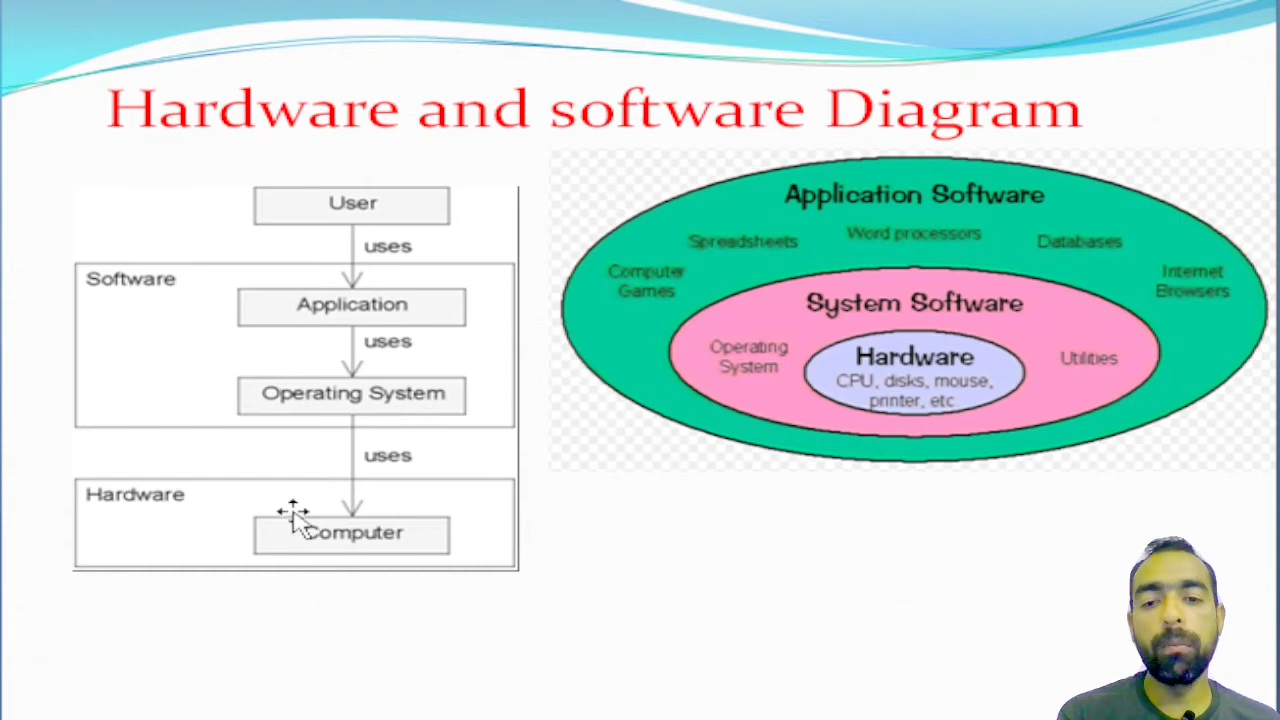 Hardware and software Diagram
User
uses
Software
Application
uses
Operating System
uses
Hardware
Computer
Application Software
Spreadsheets
Word processors
Databases
Computer
Games
Internet
Browsers
System Software
Operating
System
Utilities
Hardware
CPU, disks, mouse,
printer, etc.